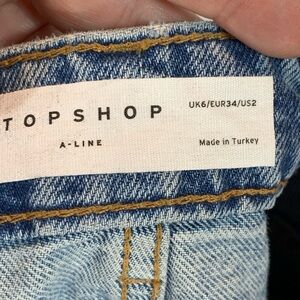 TOPSHOP
A-LINE
UK6/EUR34/US2
Made in Turkey